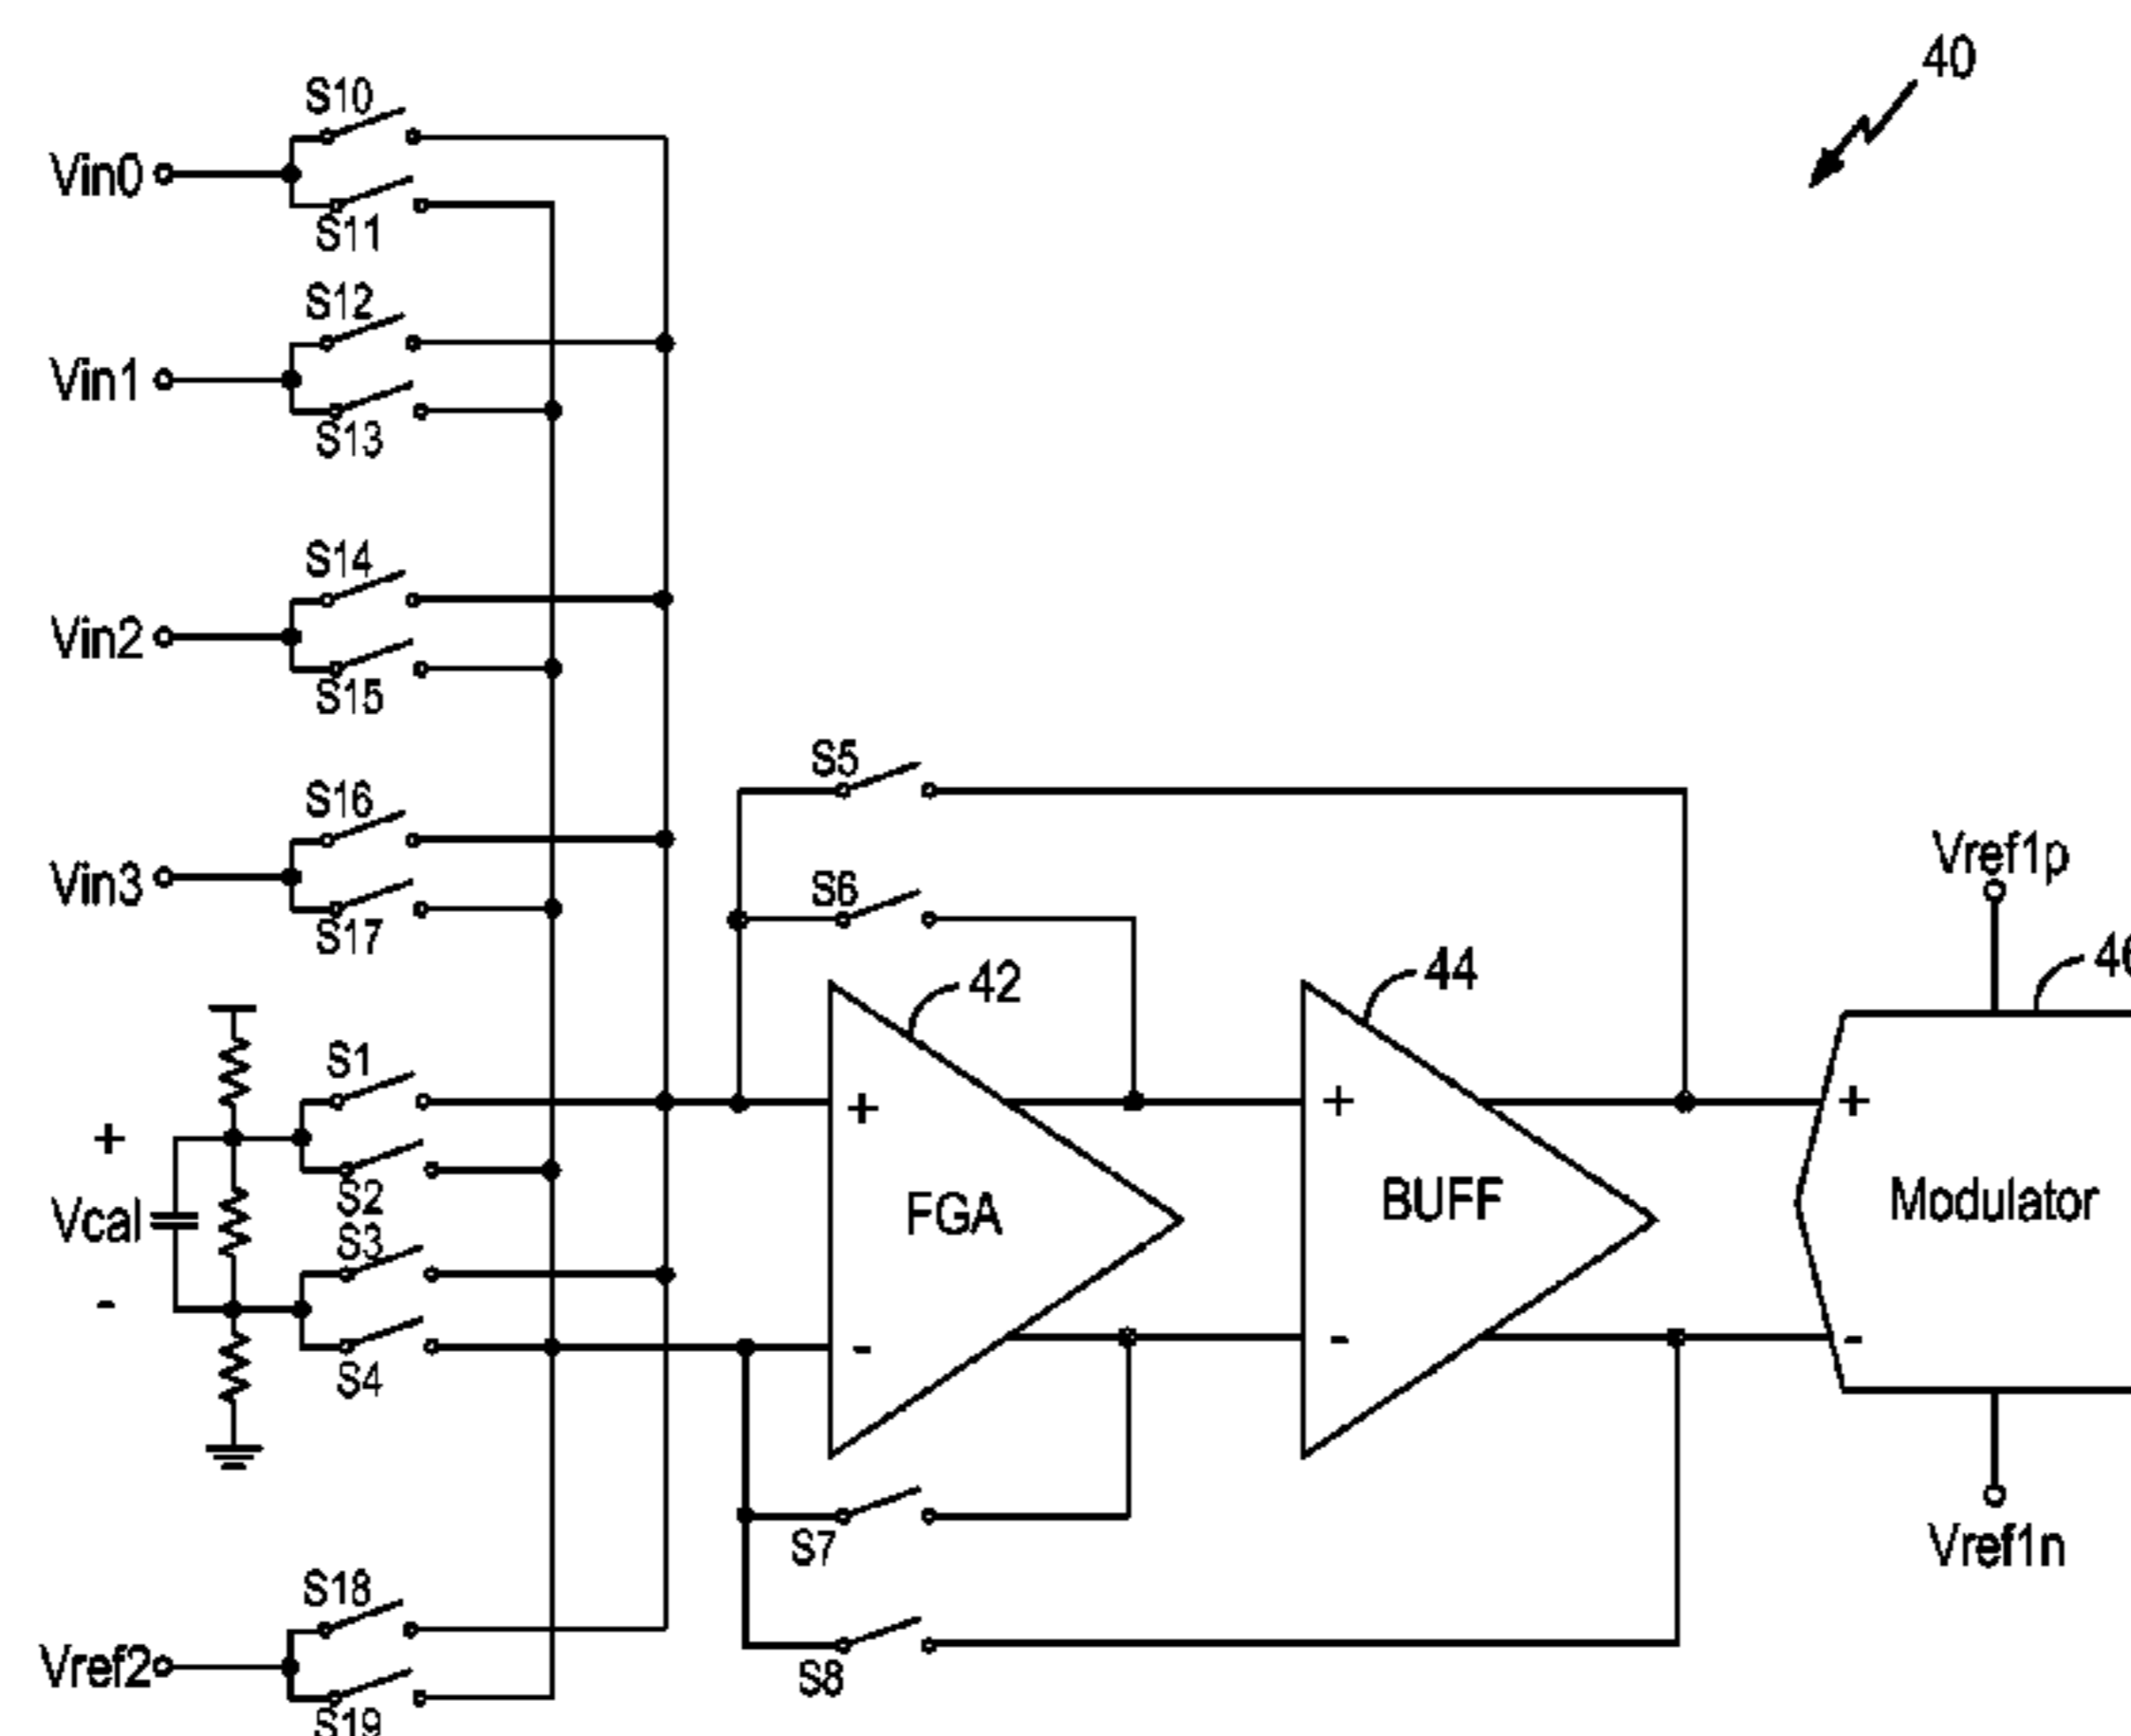 40
S10
Vin0
S11
S12
Vin1
S13
S14
Vin2
S15
S5
S16
Vin3
S17
S6
Vref1p
42
44
S1
+
S2
Vcal
S3
-
S4
+
FGA
-
+
BUFF
-
+
Modulator
-
S7
Vref1n
S18
Vref2
S8
S19